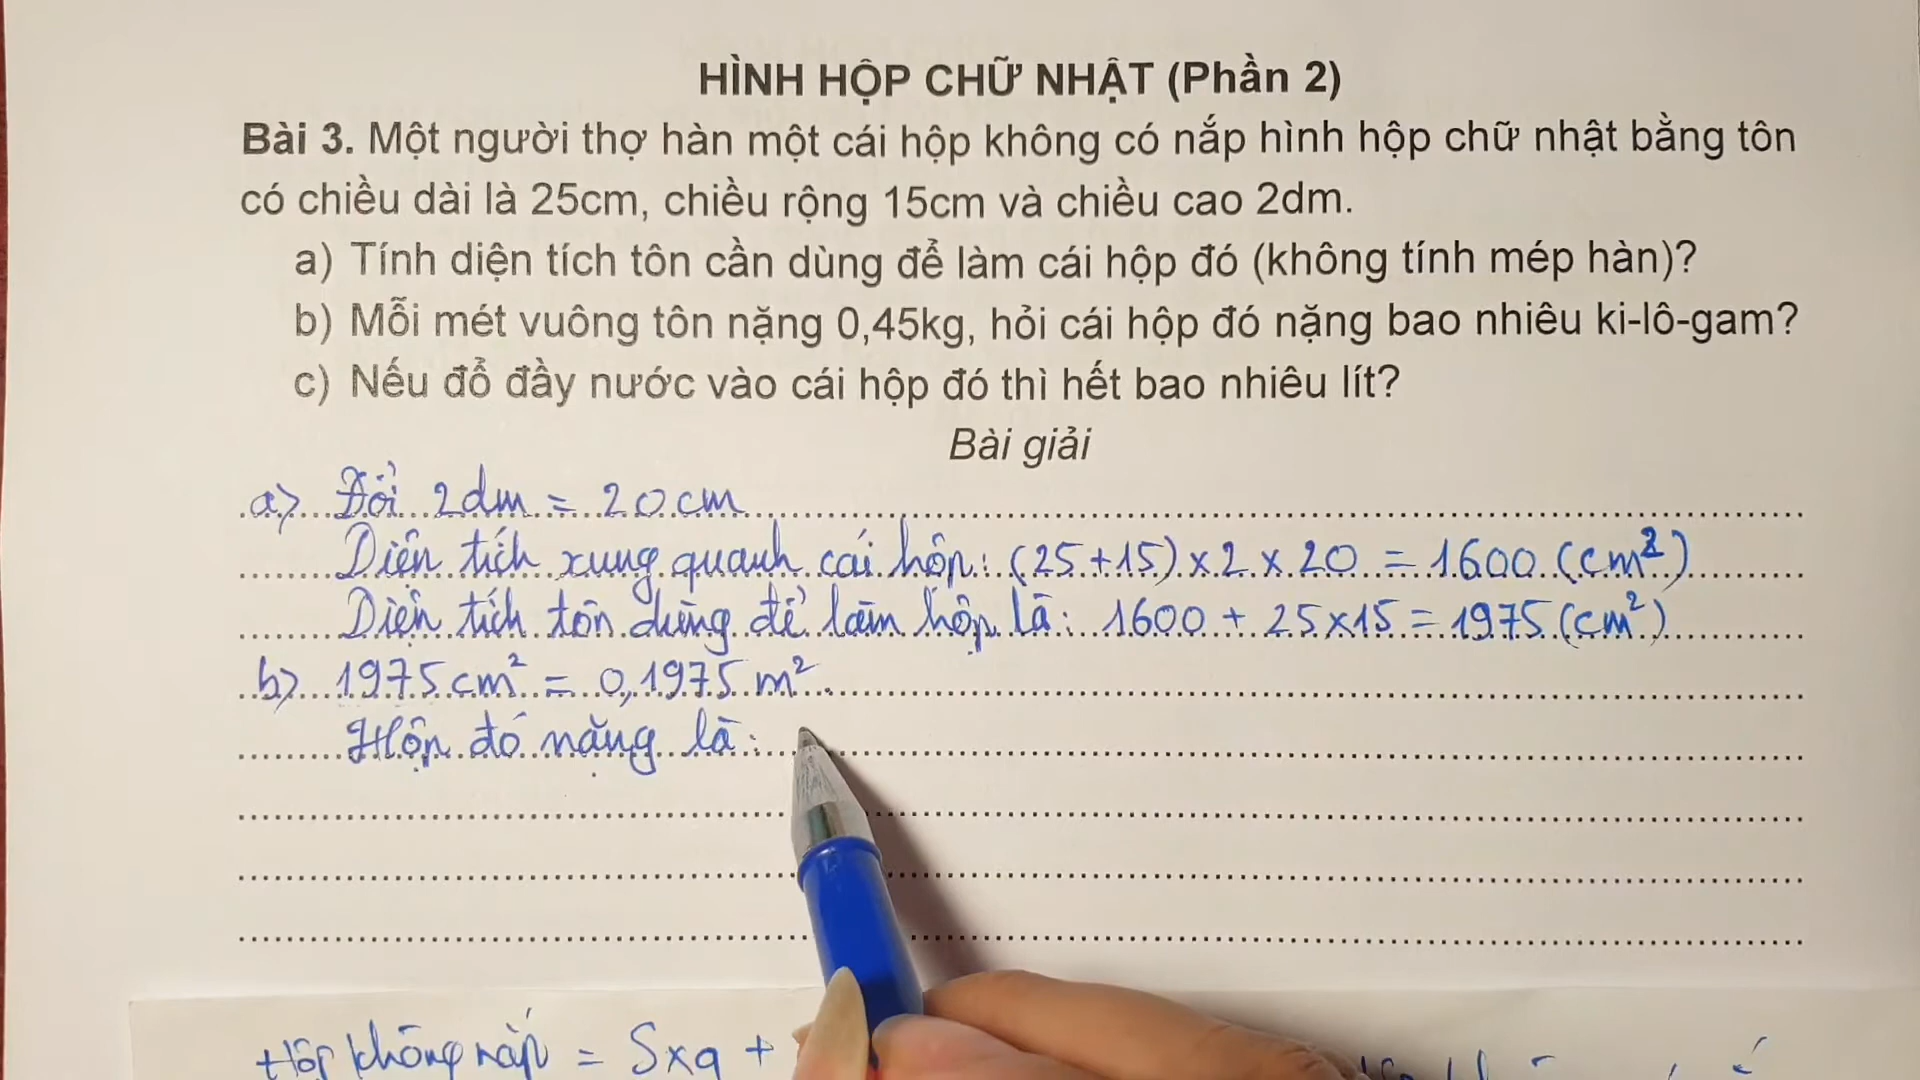 HÌNH HỘP CHỮ NHẬT (Phần 2)
Bài 3. Một người thợ hàn một cái hộp không có nắp hình hộp chữ nhật bằng tôn
có chiều dài là 25cm, chiều rộng 15cm và chiều cao 2dm.
a) Tính diện tích tôn cần dùng để làm cái hộp đó (không tính mép hàn)?
b) Mỗi mét vuông tôn nặng 0,45kg, hỏi cái hộp đó nặng bao nhiêu ki-lô-gam?
c) Nếu đổ đầy nước vào cái hộp đó thì hết bao nhiêu lít?
Bài giải
a) Đổi 2dm = 20cm
Diện tích xung quanh cái hộp: (25+15) x 2 x 20 = 1600 (cm²)
Diện tích tôn dùng để làm hộp là: 1600 + 25x15 = 1975 (cm²)
b) 1975cm² = 0,1975m².
Hộp đó nặng là:
Hộp không nắp = Sxq +